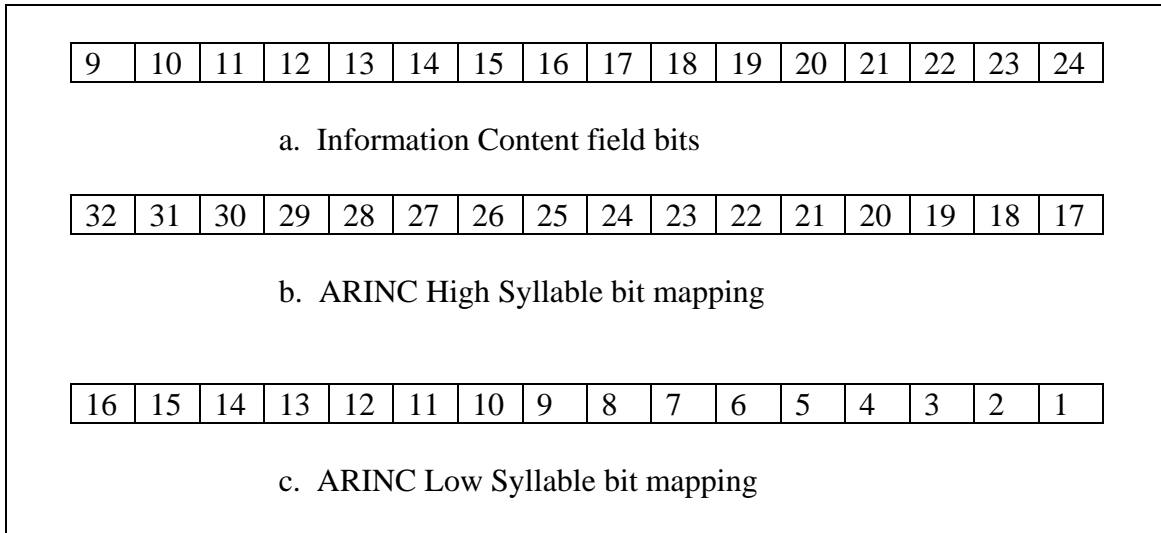 9 10 11 12 13 14 15 16 17 18 19 20 21 22 23 24
a. Information Content field bits
32 31 30 29 28 27 26 25 24 23 22 21 20 19 18 17
b. ARINC High Syllable bit mapping
16 15 14 13 12 11 10 9 8 7 6 5 4 3 2 1
c. ARINC Low Syllable bit mapping